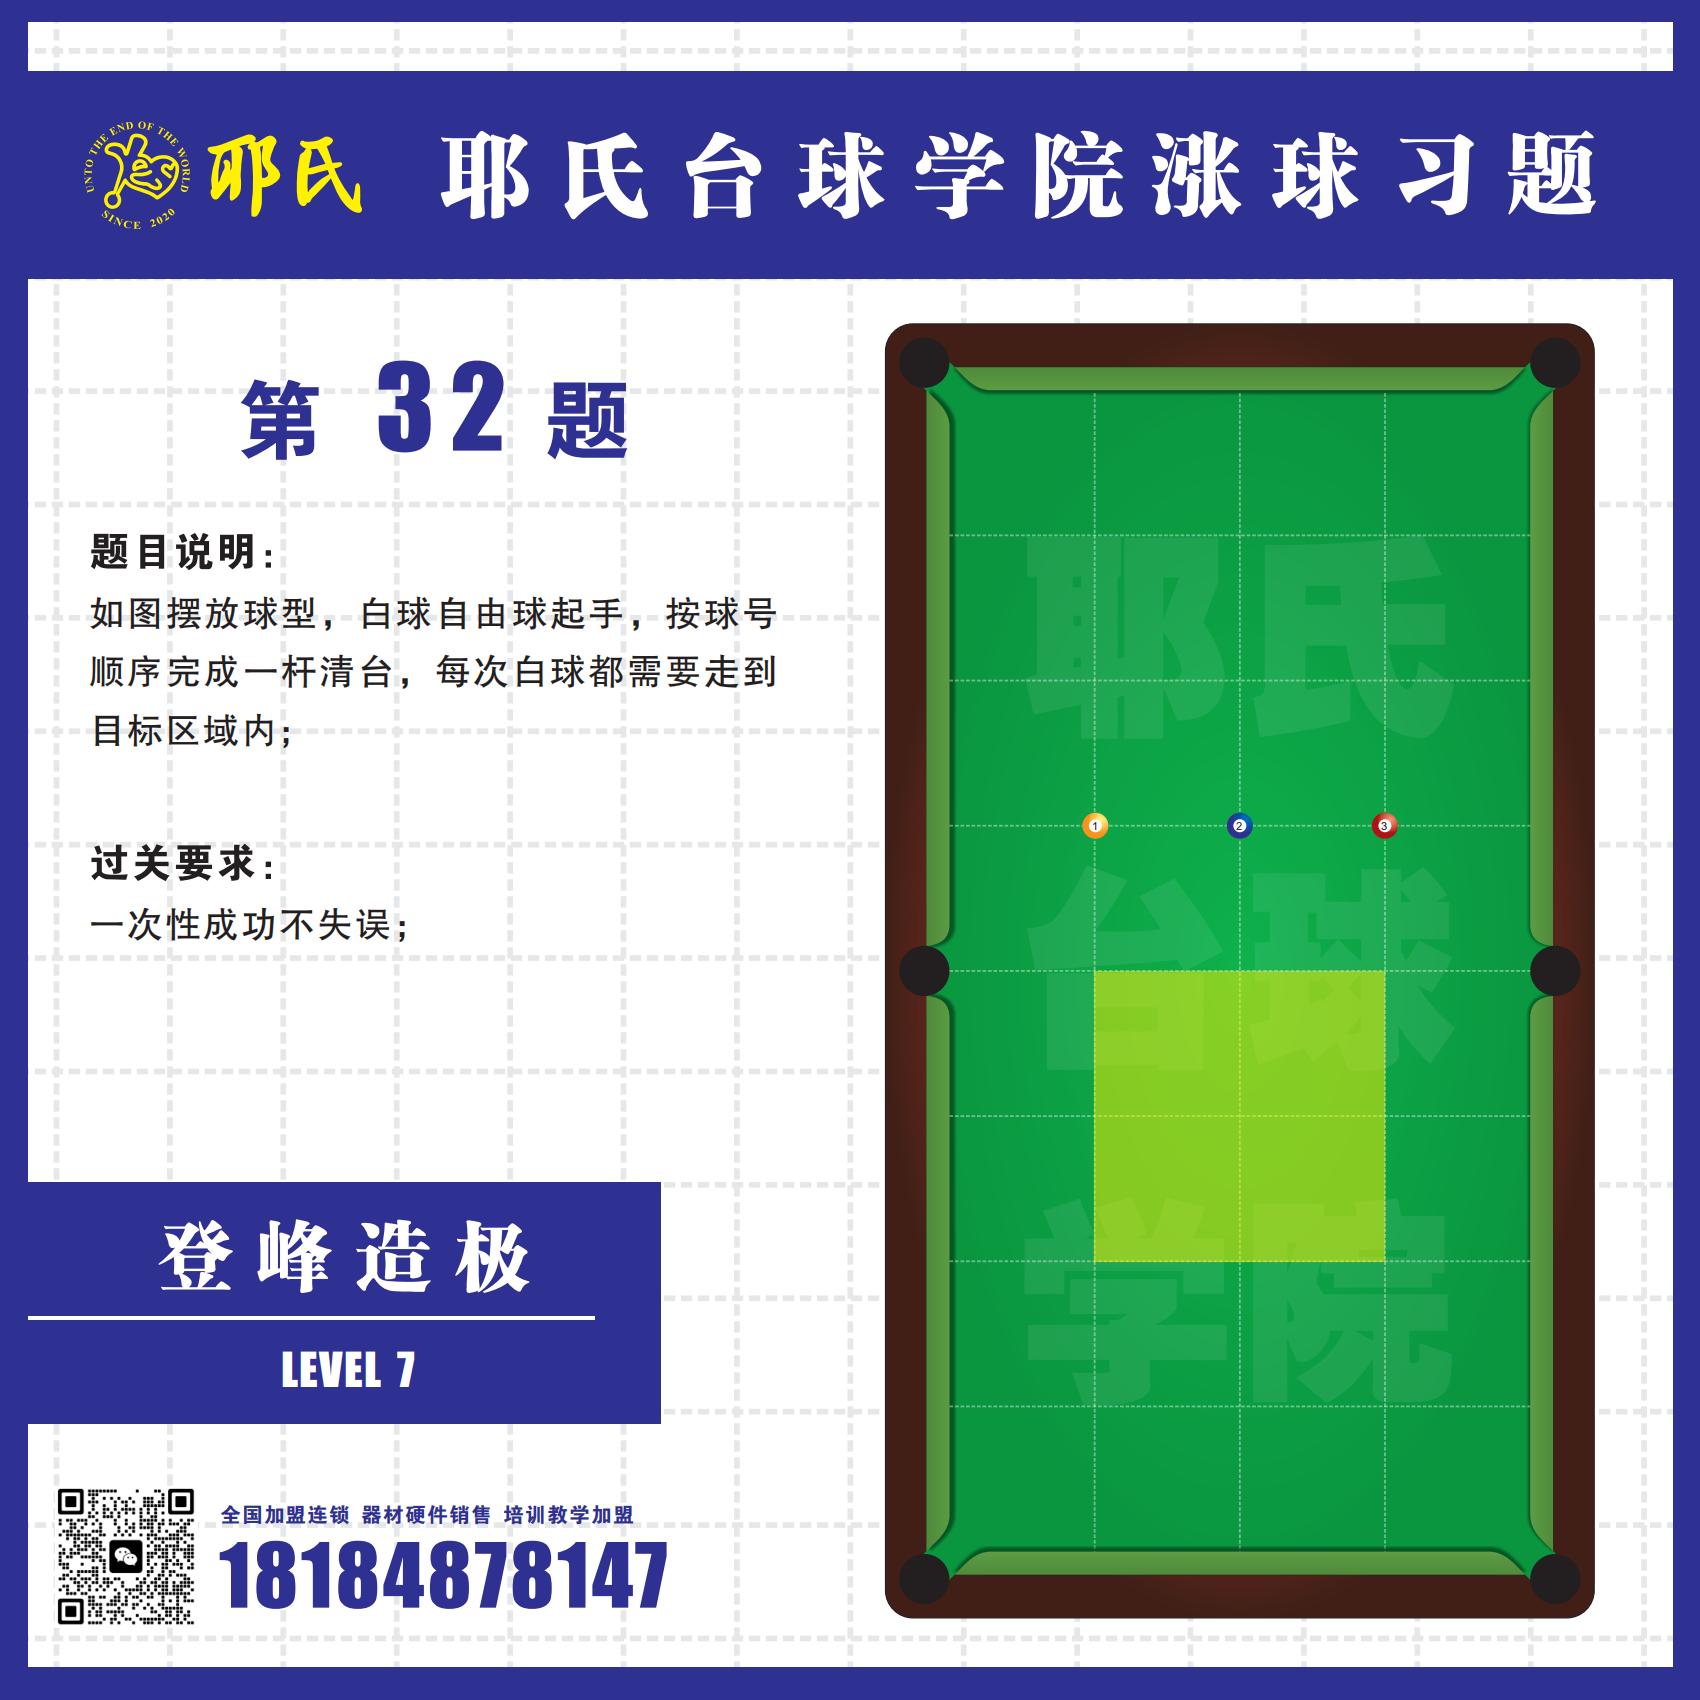 UNTO THE END OF THE WORLD
SINCE 2020
耶氏
耶氏台球学院涨球习题
第 32 题
题目说明:
如图摆放球型,白球自由球起手,按球号
顺序完成一杆清台,每次白球都需要走到
目标区域内;
过关要求:
一次性成功不失误;
登峰造极
LEVEL 7
全国加盟连锁 器材硬件销售 培训教学加盟
18184878147
耶氏
1 2 3
台球
学院